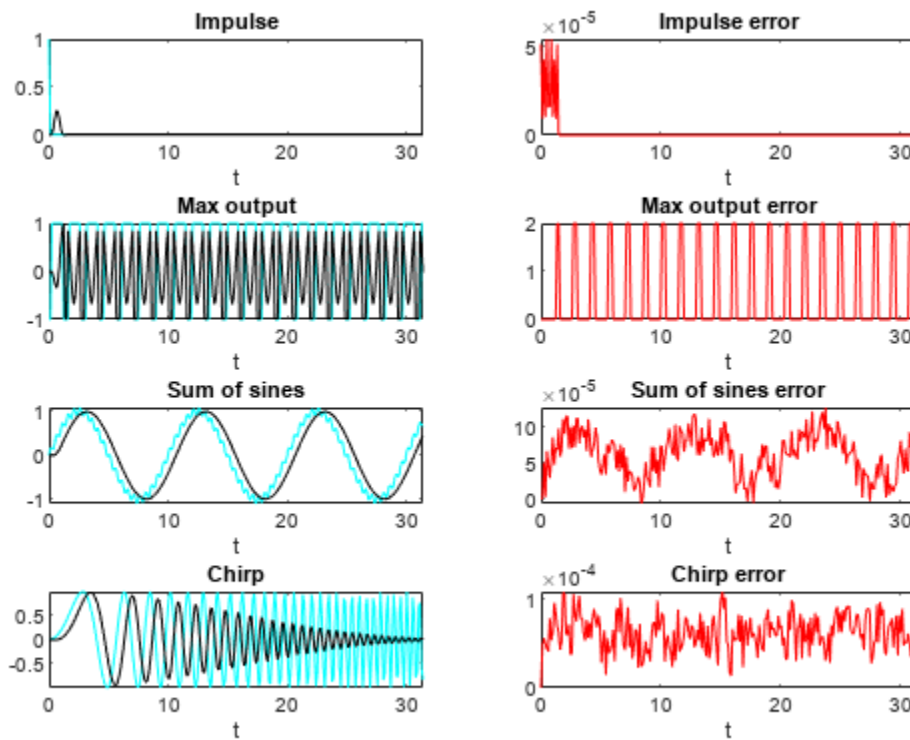 Impulse
1
0.5
0
0 10 20 30
t
Impulse error
×10-5
5
0
0 10 20 30
t
Max output
1
0
-1
0 10 20 30
t
Max output error
2
1
0
0 10 20 30
t
Sum of sines
1
0
-1
0 10 20 30
t
Sum of sines error
×10-5
10
5
0
0 10 20 30
t
Chirp
0.5
0
-0.5
0 10 20 30
t
Chirp error
×10-4
1
0
0 10 20 30
t